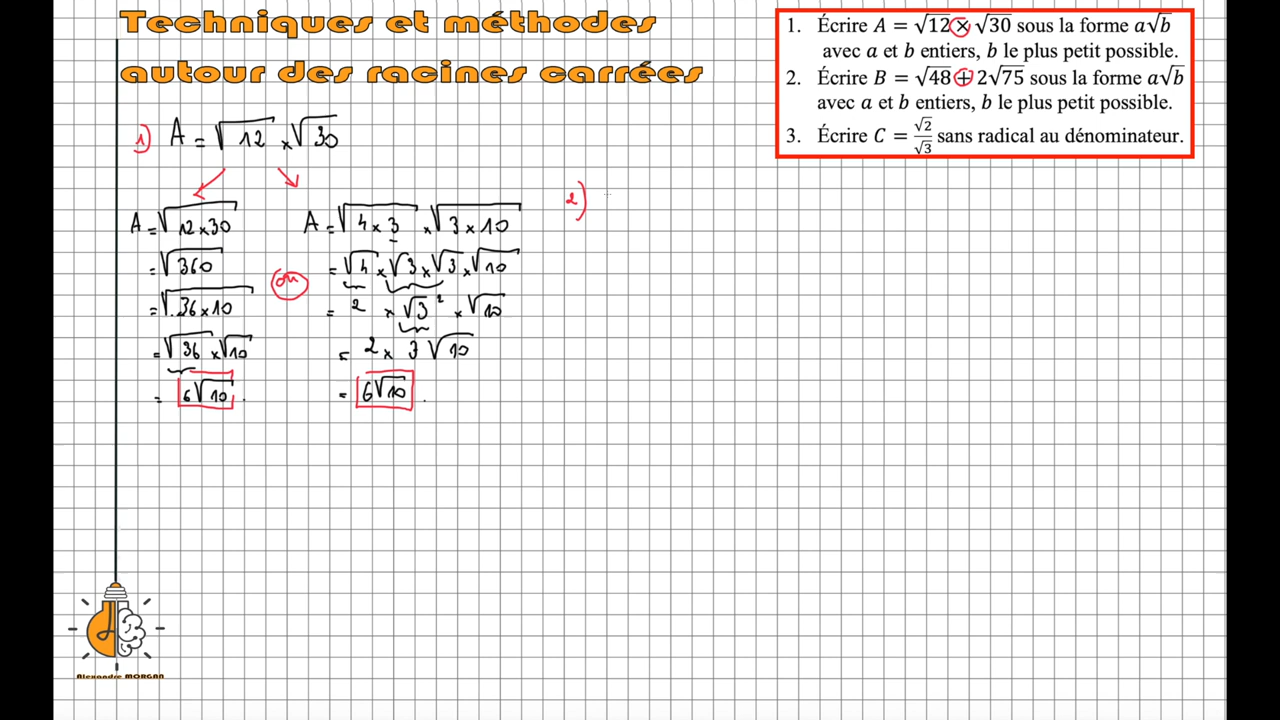 Techniques et méthodes
autour des racines carrées
1. Écrire A = √12 × √30 sous la forme a√b
avec a et b entiers, b le plus petit possible.
2. Écrire B = √48 + 2√75 sous la forme a√b
avec a et b entiers, b le plus petit possible.
3. Écrire C = √2/√3 sans radical au dénominateur.
1) A = √12 × √30
A = √12×30
= √360
= √36×10
= √36 × √10
= 6√10
ou
A = √4×3 × √3×10
= √4 × √3 × √3 × √10
= 2 × √3² × √10
= 2 × 3√10
= 6√10
2)
Alexandre MORGAN